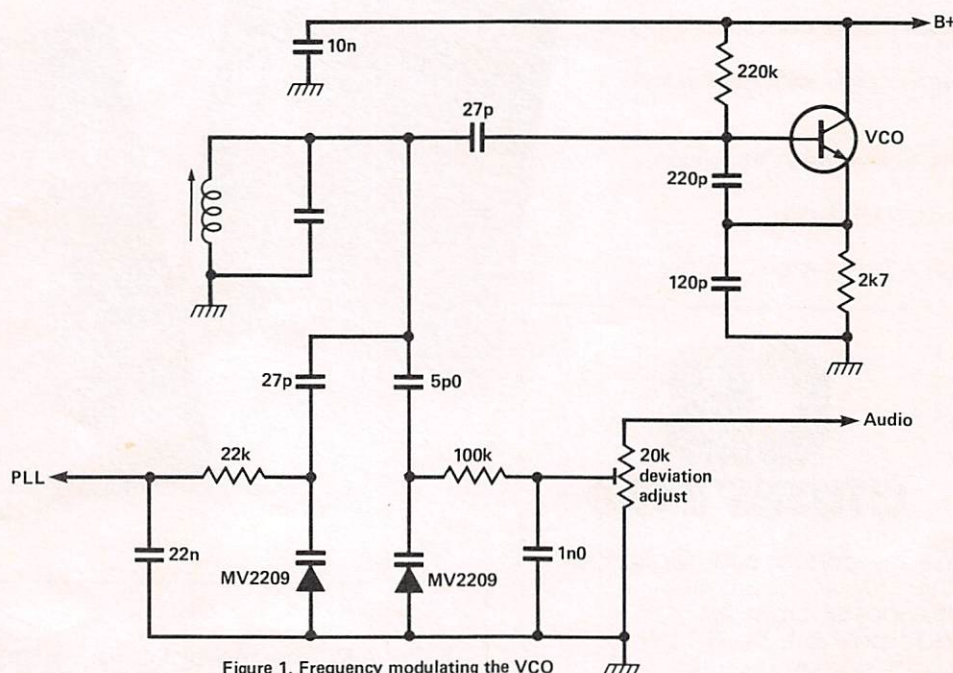 B+
10n
220k
27p
VCO
220p
120p
2k7
27p
5p0
Audio
22k
100k
20k
deviation
adjust
PLL
22n
MV2209
MV2209
1n0
Figure 1. Frequency modulating the VCO